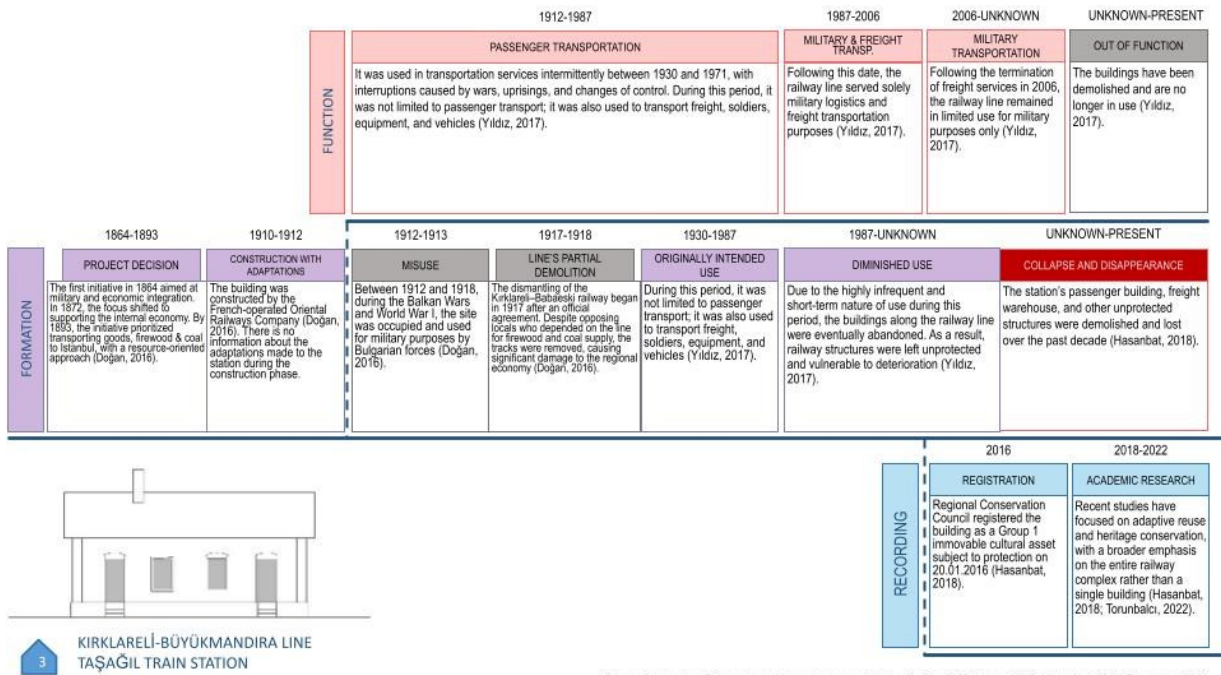 1912-1987
1987-2006
2006-UNKNOWN
UNKNOWN-PRESENT
FUNCTION
PASSENGER TRANSPORTATION
It was used in transportation services intermittently between 1930 and 1971, with
interruptions caused by wars, uprisings, and changes of control. During this period, it
was not limited to passenger transport; it was also used to transport freight, soldiers,
equipment, and vehicles (Yıldız, 2017).
MILITARY & FREIGHT
TRANSP.
Following this date, the
railway line served solely
military logistics and
freight transportation
purposes (Yıldız, 2017).
MILITARY
TRANSPORTATION
Following the termination
of freight services in 2006,
the railway line remained
in limited use for military
purposes only (Yıldız,
2017).
OUT OF FUNCTION
The buildings have been
demolished and are no
longer in use (Yıldız,
2017).
1864-1893
1910-1912
1912-1913
1917-1918
1930-1987
1987-UNKNOWN
UNKNOWN-PRESENT
FORMATION
PROJECT DECISION
The first initiative in 1864 aimed at
military and economic integration.
In 1872, the focus shifted to
supporting the internal economy. By
1893, the initiative prioritized
transporting goods, firewood & coal
to Istanbul, with a resource-oriented
approach (Doğan, 2016).
CONSTRUCTION WITH
ADAPTATIONS
The building was
constructed by the
French-operated Oriental
Railways Company (Doğan,
2016). There is no
information about the
adaptations made to the
station during the
construction phase.
MISUSE
Between 1912 and 1918,
during the Balkan Wars
and World War I, the site
was occupied and used
for military purposes by
Bulgarian forces (Doğan,
2016).
LINE'S PARTIAL
DEMOLITION
The dismantling of the
Kırklareli–Babaeski railway began
in 1917 after an official
agreement. Despite opposing
locals who depended on the line
for firewood and coal supply, the
tracks were removed, causing
significant damage to the regional
economy (Doğan, 2016).
ORIGINALLY INTENDED
USE
During this period, it was
not limited to passenger
transport; it was also used
to transport freight,
soldiers, equipment, and
vehicles (Yıldız, 2017).
DIMINISHED USE
Due to the highly infrequent and
short-term nature of use during this
period, the buildings along the railway line
were eventually abandoned. As a result,
railway structures were left unprotected
and vulnerable to deterioration (Yıldız,
2017).
COLLAPSE AND DISAPPEARANCE
The station's passenger building, freight
warehouse, and other unprotected
structures were demolished and lost
over the past decade (Hasanbat, 2018).
2016
2018-2022
RECORDING
REGISTRATION
Regional Conservation
Council registered the
building as a Group 1
immovable cultural asset
subject to protection on
20.01.2016 (Hasanbat,
2018).
ACADEMIC RESEARCH
Recent studies have
focused on adaptive reuse
and heritage conservation,
with a broader emphasis
on the entire railway
complex rather than a
single building (Hasanbat,
2018; Torunbalcı, 2022).
3
KIRKLARELİ-BÜYÜKMANDIRA LINE
TAŞAĞIL TRAIN STATION